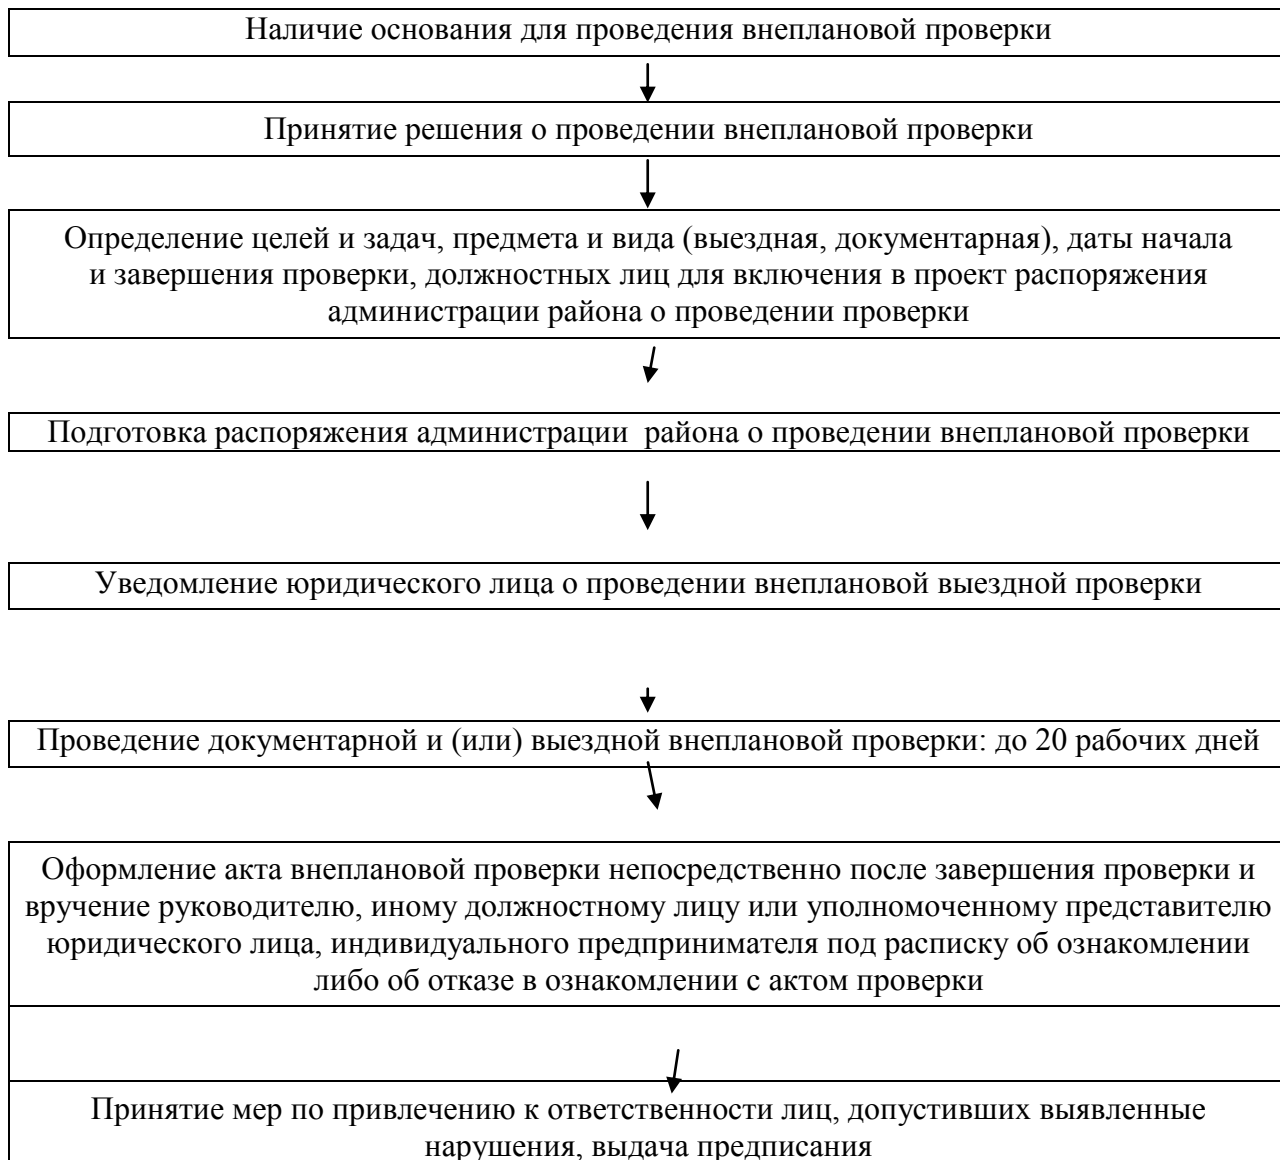 Наличие основания для проведения внеплановой проверки
Принятие решения о проведении внеплановой проверки
Определение целей и задач, предмета и вида (выездная, документарная), даты начала
и завершения проверки, должностных лиц для включения в проект распоряжения
администрации района о проведении проверки
Подготовка распоряжения администрации  района о проведении внеплановой проверки
Уведомление юридического лица о проведении внеплановой выездной проверки
Проведение документарной и (или) выездной внеплановой проверки: до 20 рабочих дней
Оформление акта внеплановой проверки непосредственно после завершения проверки и
вручение руководителю, иному должностному лицу или уполномоченному представителю
юридического лица, индивидуального предпринимателя под расписку об ознакомлении
либо об отказе в ознакомлении с актом проверки
Принятие мер по привлечению к ответственности лиц, допустивших выявленные
нарушения, выдача предписания